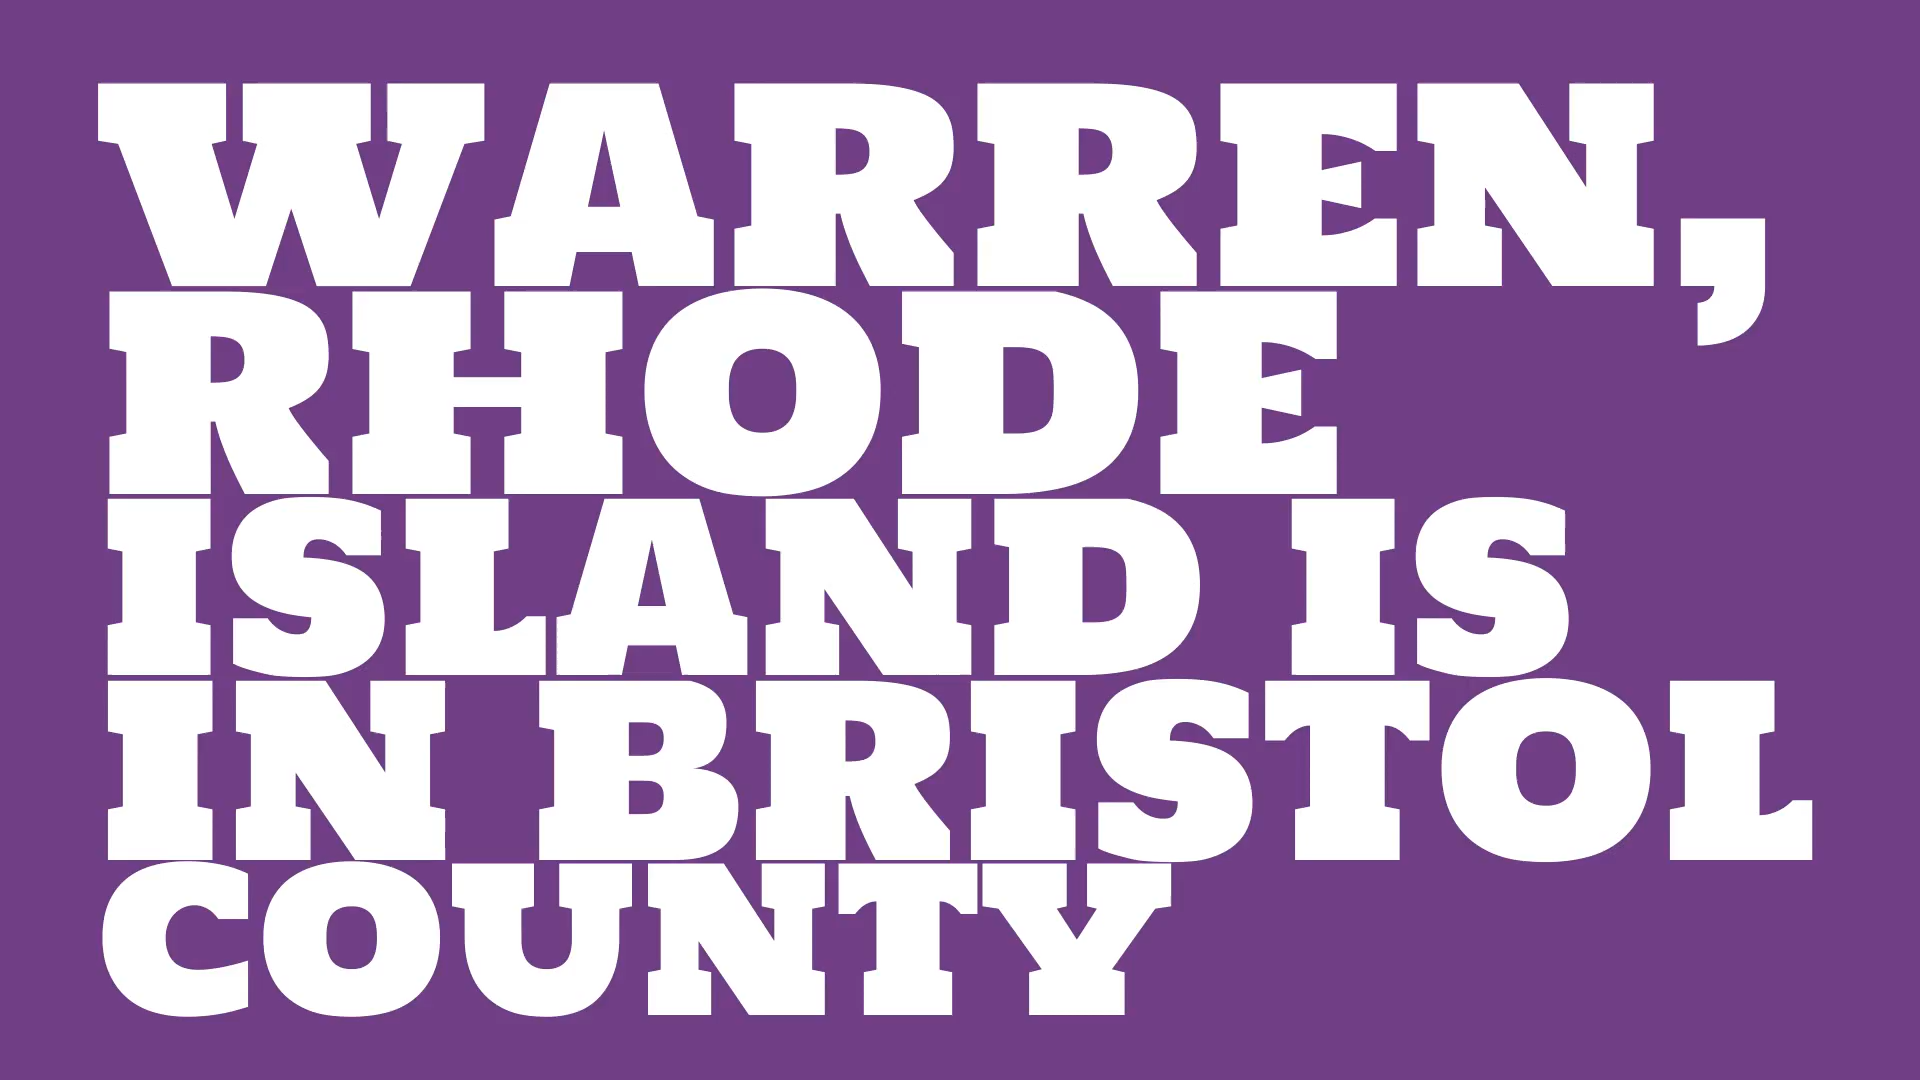 WARREN,
RHODE
ISLAND IS
IN BRISTOL
COUNTY